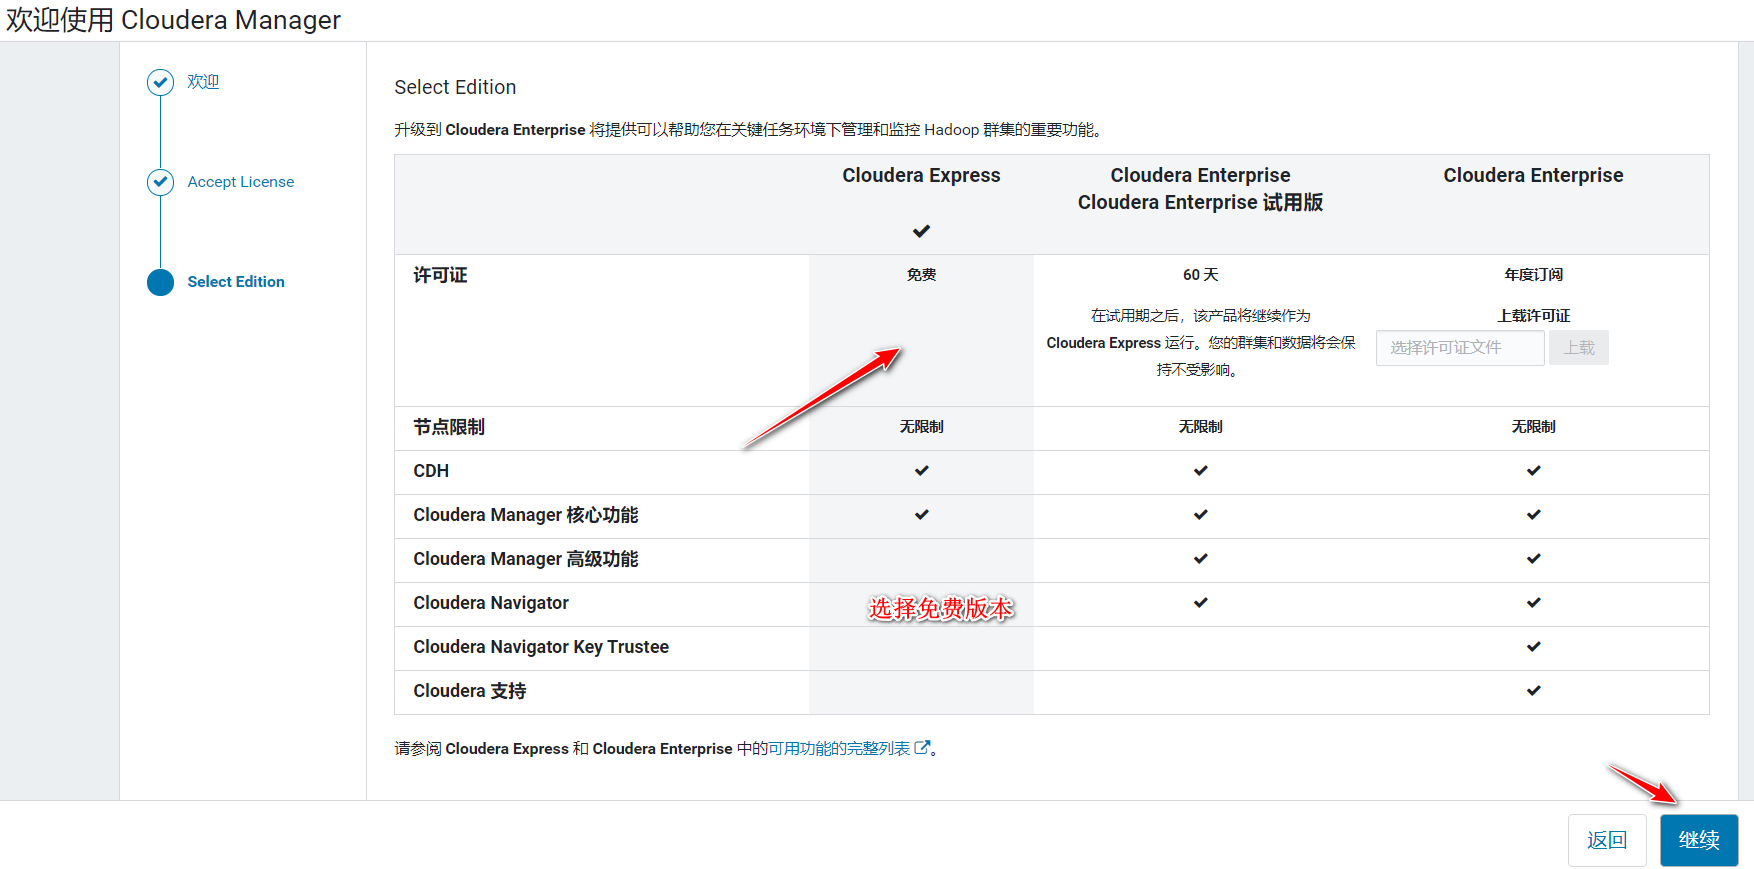 欢迎使用 Cloudera Manager
欢迎
Accept License
Select Edition
Select Edition
升级到 Cloudera Enterprise 将提供可以帮助您在关键任务环境下管理和监控 Hadoop 群集的重要功能。
Cloudera Express
Cloudera Enterprise
Cloudera Enterprise 试用版
Cloudera Enterprise
许可证
免费
60 天
在试用期之后，该产品将继续作为
Cloudera Express 运行。您的群集和数据将会保
持不受影响。
年度订阅
上载许可证
选择许可证文件 上载
节点限制 无限制 无限制 无限制
CDH
Cloudera Manager 核心功能
Cloudera Manager 高级功能
Cloudera Navigator
选择免费版本
Cloudera Navigator Key Trustee
Cloudera 支持
请参阅 Cloudera Express 和 Cloudera Enterprise 中的可用功能的完整列表。
返回 继续